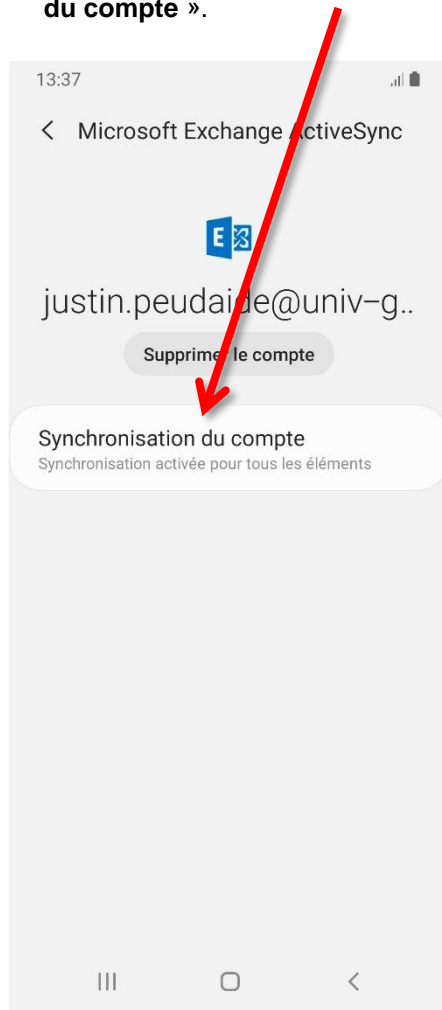 du compte ».
13:37
< Microsoft Exchange ActiveSync
E
justin.peudaide@univ-g..
Supprimer le compte
Synchronisation du compte
Synchronisation activée pour tous les éléments